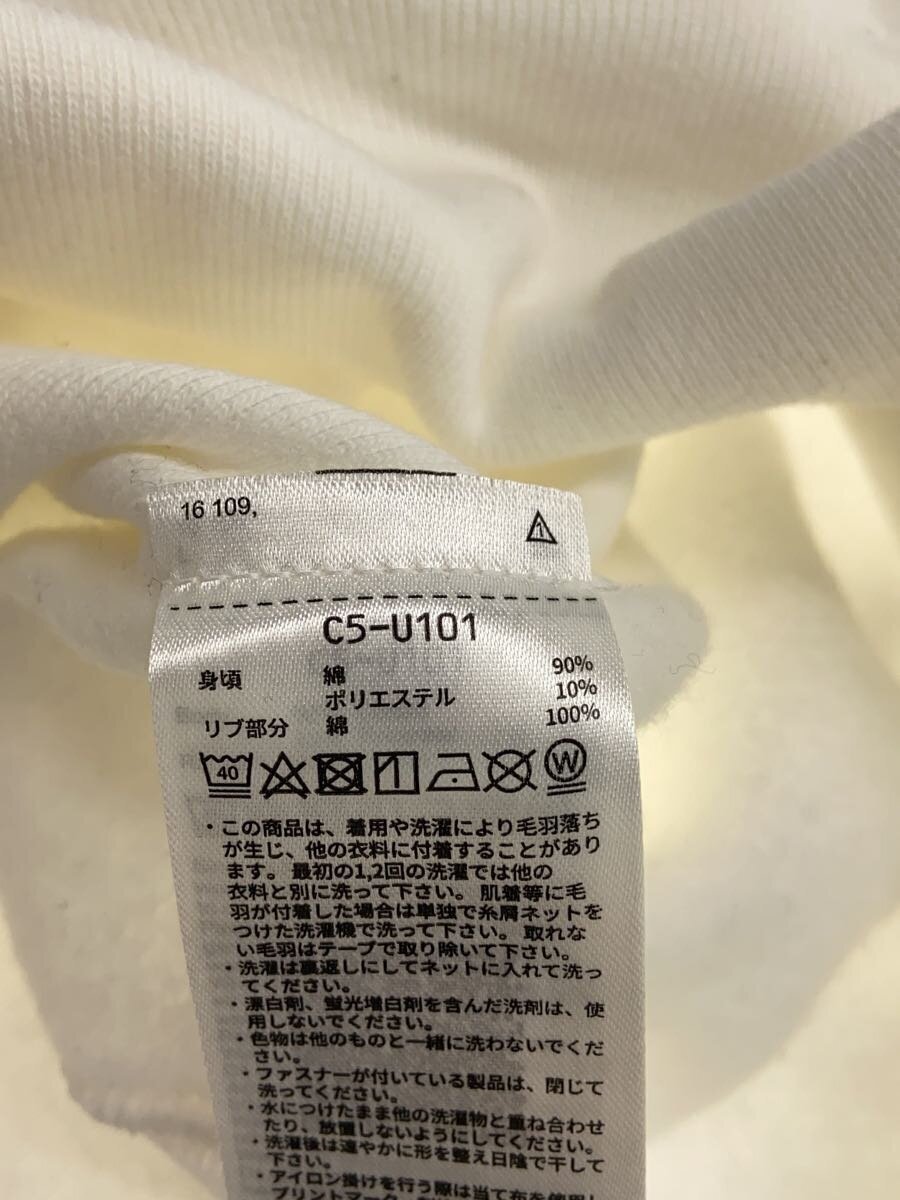 16 109,
1
C5-U101
身頃 綿 90%
ポリエステル 10%
リブ部分 綿 100%
40 W
・この商品は、着用や洗濯により毛羽落ち
が生じ、他の衣料に付着することがあり
ます。最初の1,2回の洗濯では他の
衣料と別に洗って下さい。肌着等に毛
羽が付着した場合は単独で糸屑ネットを
つけた洗濯機で洗って下さい。取れな
い毛羽はテープで取り除いて下さい。
・洗濯は裏返しにしてネットに入れて洗っ
てください。
・漂白剤、蛍光増白剤を含んだ洗剤は、使
用しないでください。
・色物は他のものと一緒に洗わないでくだ
さい。
・ファスナーが付いている製品は、閉じて
洗ってください。
・水につけたまま他の洗濯物と重ね合わせ
たり、放置しないようにしてください。
・洗濯後は速やかに形を整え日陰で干して
下さい。
・アイロン掛けを行う際は当て布を使用し
プリントマーク